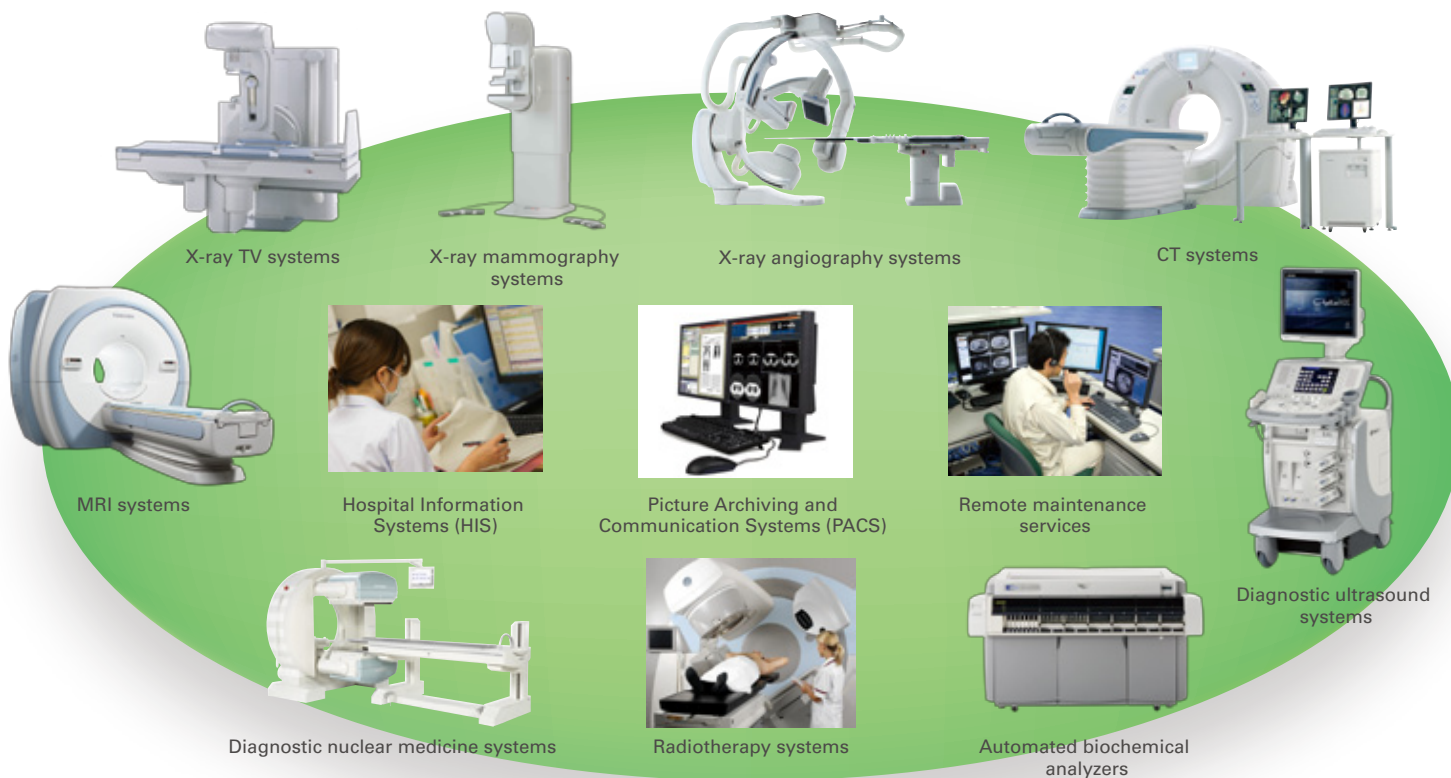 X-ray TV systems
X-ray mammography
systems
X-ray angiography systems
CT systems
MRI systems
Hospital Information
Systems (HIS)
Picture Archiving and
Communication Systems (PACS)
Remote maintenance
services
Diagnostic ultrasound
systems
Diagnostic nuclear medicine systems
Radiotherapy systems
Automated biochemical
analyzers